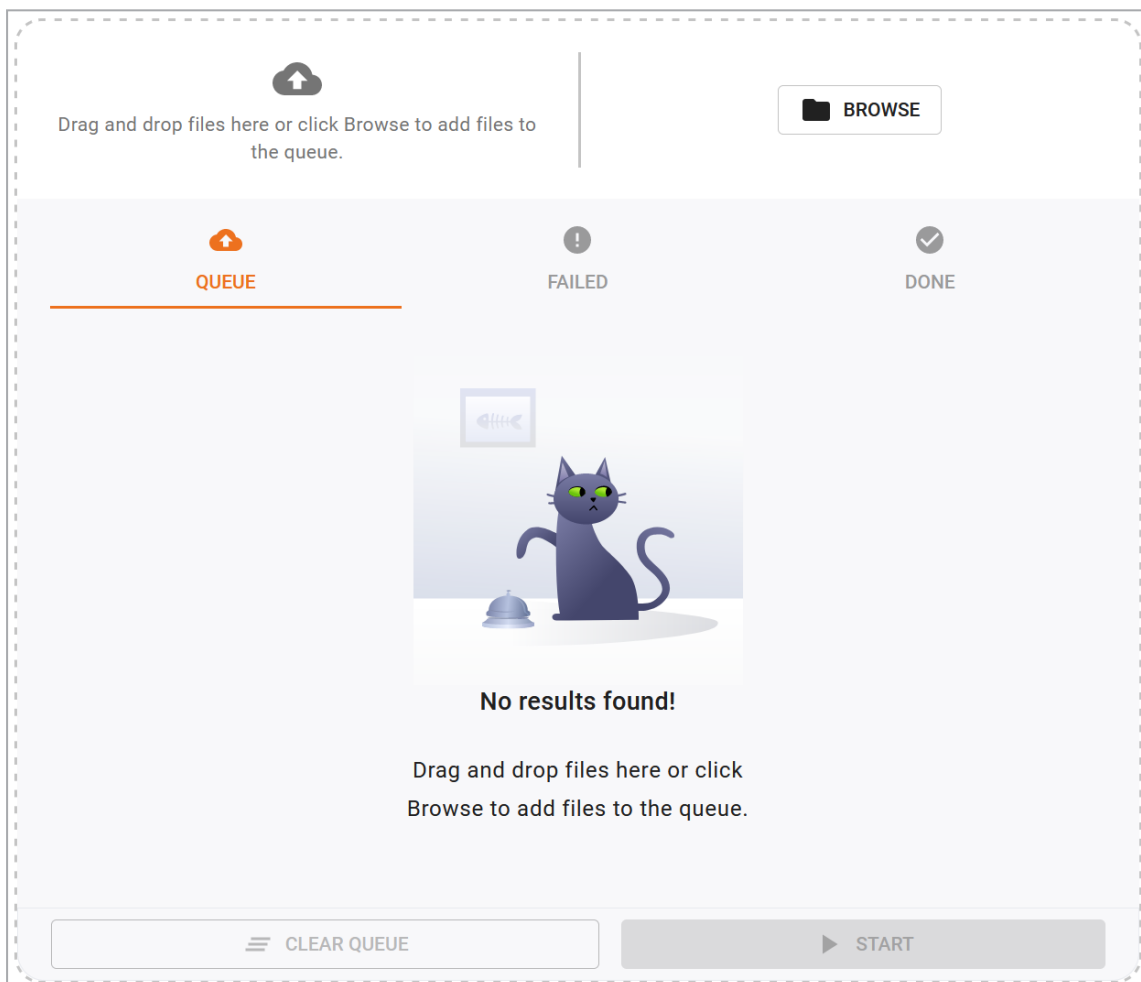 Drag and drop files here or click Browse to add files to
the queue.
BROWSE
QUEUE
FAILED
DONE
No results found!
Drag and drop files here or click
Browse to add files to the queue.
CLEAR QUEUE
START